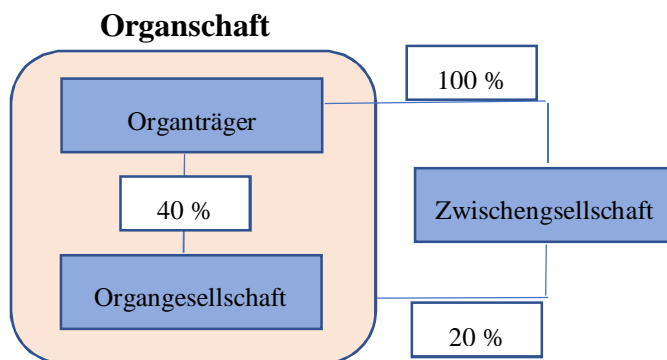 Organschaft
100 %
Organträger
40 %
Zwischengsellschaft
Organgesellschaft
20 %